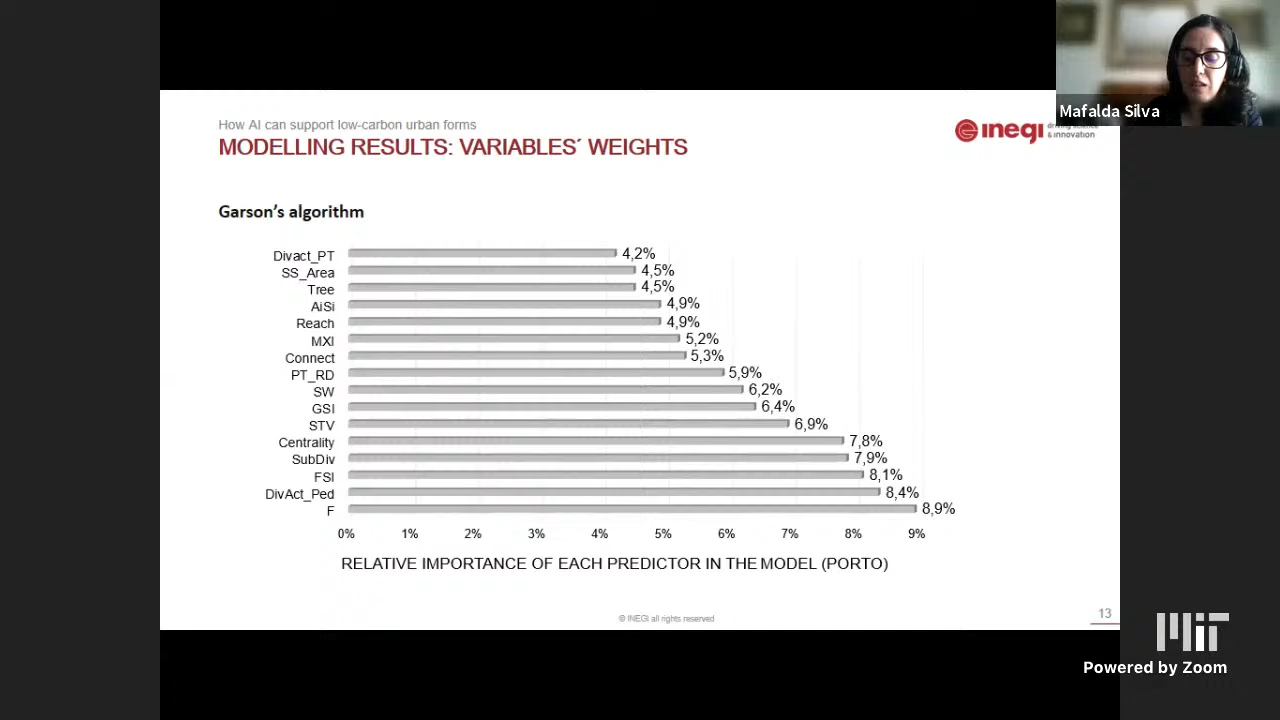 Mafalda Silva
How AI can support low-carbon urban forms
MODELLING RESULTS: VARIABLES´ WEIGHTS
inegi driving science
& innovation
Garson's algorithm
Divact_PT 4,2%
SS_Area 4,5%
Tree 4,5%
AiSi 4,9%
Reach 4,9%
MXI 5,2%
Connect 5,3%
PT_RD 5,9%
SW 6,2%
GSI 6,4%
STV 6,9%
Centrality 7,8%
SubDiv 7,9%
FSI 8,1%
DivAct_Ped 8,4%
F 8,9%
0% 1% 2% 3% 4% 5% 6% 7% 8% 9%
RELATIVE IMPORTANCE OF EACH PREDICTOR IN THE MODEL (PORTO)
© INEGI all rights reserved
13
MIT
Powered by Zoom